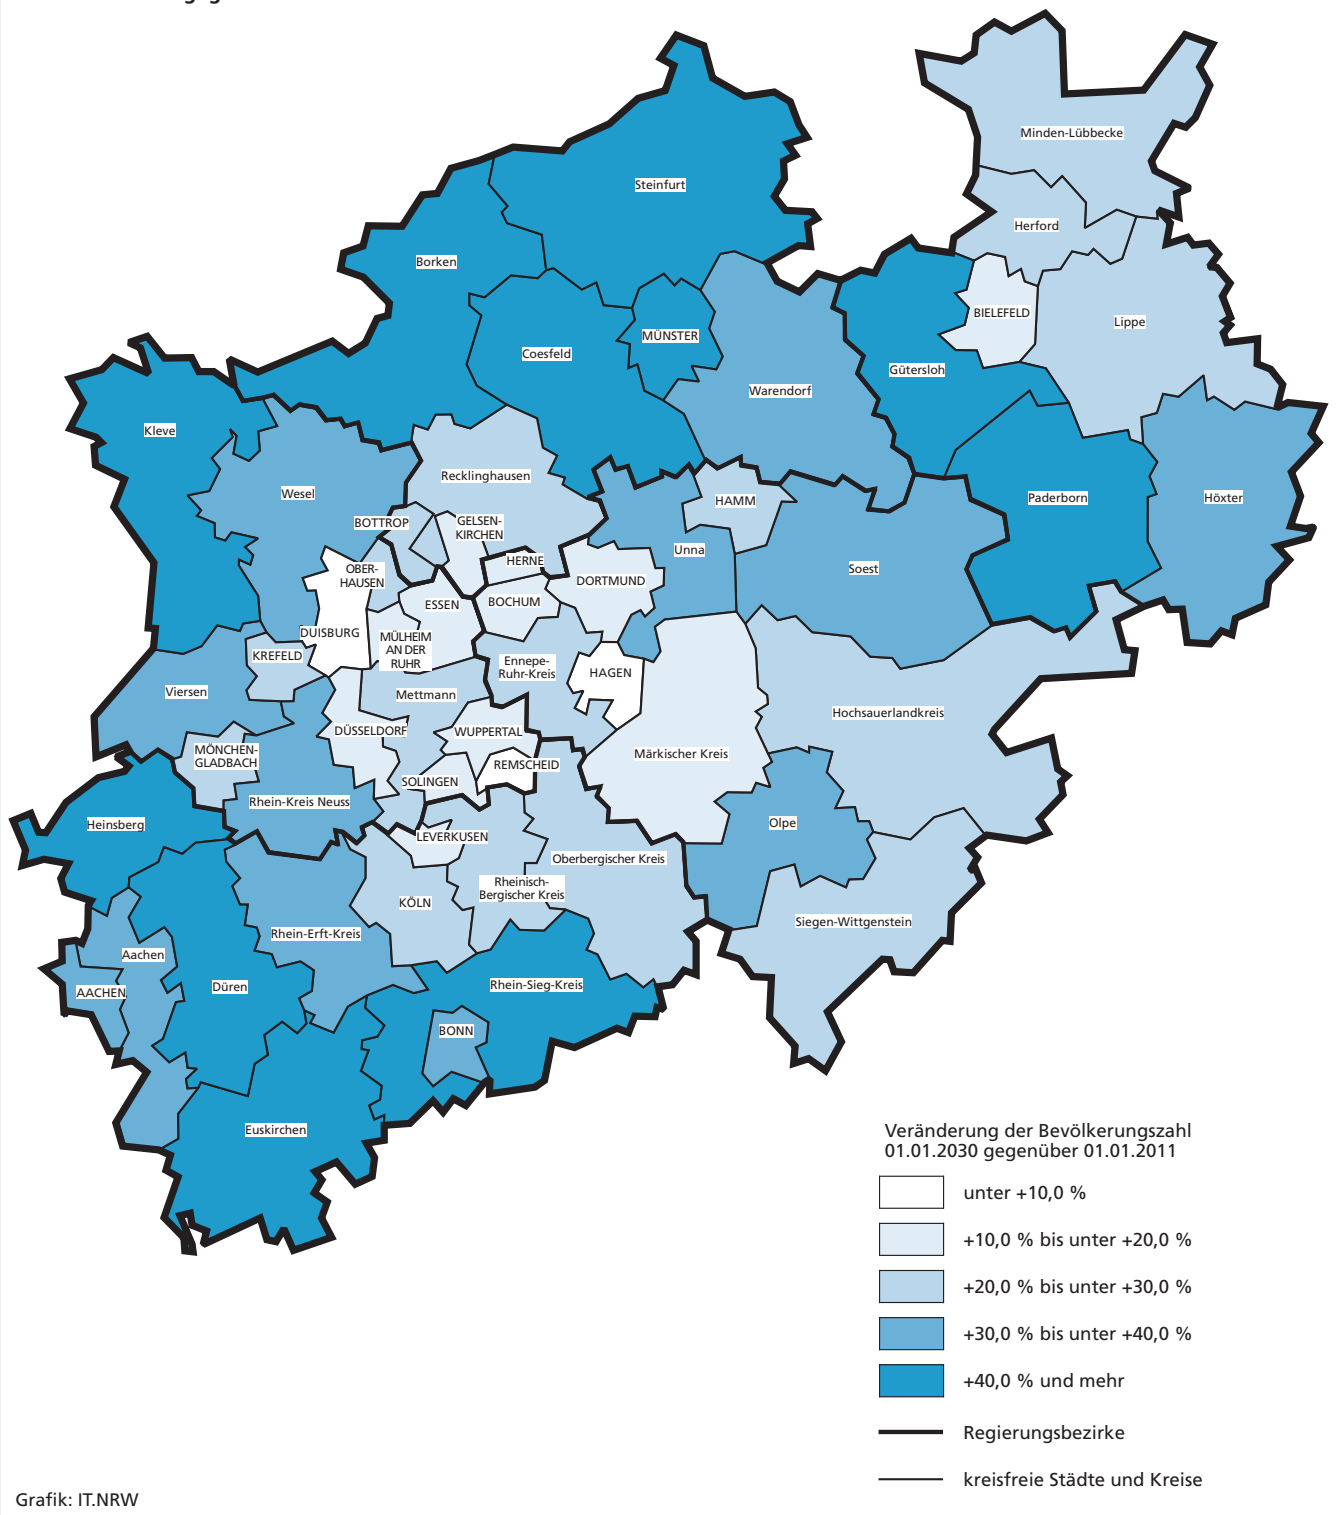 Minden-Lübbecke
Steinfurt
Herford
Borken
BIELEFELD
Lippe
MÜNSTER
Coesfeld
Gütersloh
Warendorf
Kleve
Recklinghausen
Wesel
Paderborn
Höxter
HAMM
BOTTROP
GELSEN-
KIRCHEN
Unna
HERNE
Soest
OBER-
HAUSEN
DORTMUND
ESSEN
BOCHUM
DUISBURG
MÜLHEIM
AN DER
RUHR
KREFELD
Ennepe-
Ruhr-Kreis
HAGEN
Viersen
Mettmann
Hochsauerlandkreis
DÜSSELDORF
WUPPERTAL
MÖNCHEN-
GLADBACH
Märkischer Kreis
REMSCHEID
SOLINGEN
Rhein-Kreis Neuss
Heinsberg
Olpe
LEVERKUSEN
Oberbergischer Kreis
Rheinisch-
Bergischer Kreis
KÖLN
Siegen-Wittgenstein
Rhein-Erft-Kreis
Aachen
AACHEN
Düren
Rhein-Sieg-Kreis
BONN
Euskirchen
Veränderung der Bevölkerungszahl
01.01.2030 gegenüber 01.01.2011
unter +10,0 %
+10,0 % bis unter +20,0 %
+20,0 % bis unter +30,0 %
+30,0 % bis unter +40,0 %
+40,0 % und mehr
Regierungsbezirke
kreisfreie Städte und Kreise
Grafik: IT.NRW